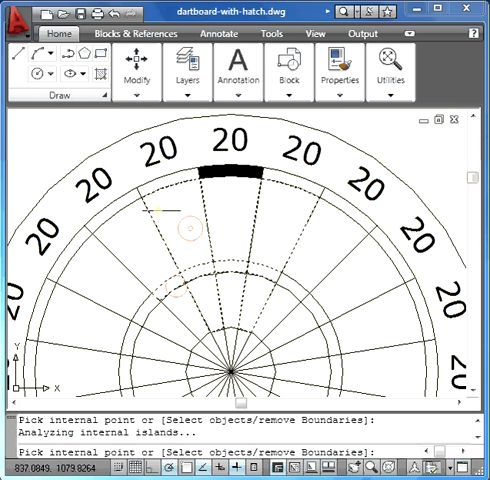 dartboard-with-hatch.dwg
Home Blocks & References Annotate Tools View Output
Modify Layers Annotation Block Properties Utilities
Draw
20 20 20 20 20
20 20
20 20
Y
X
Pick internal point or [Select objects/remove Boundaries]:
Analyzing internal islands...
Pick internal point or [Select objects/remove Boundaries]:
837.0849, 1079.8264